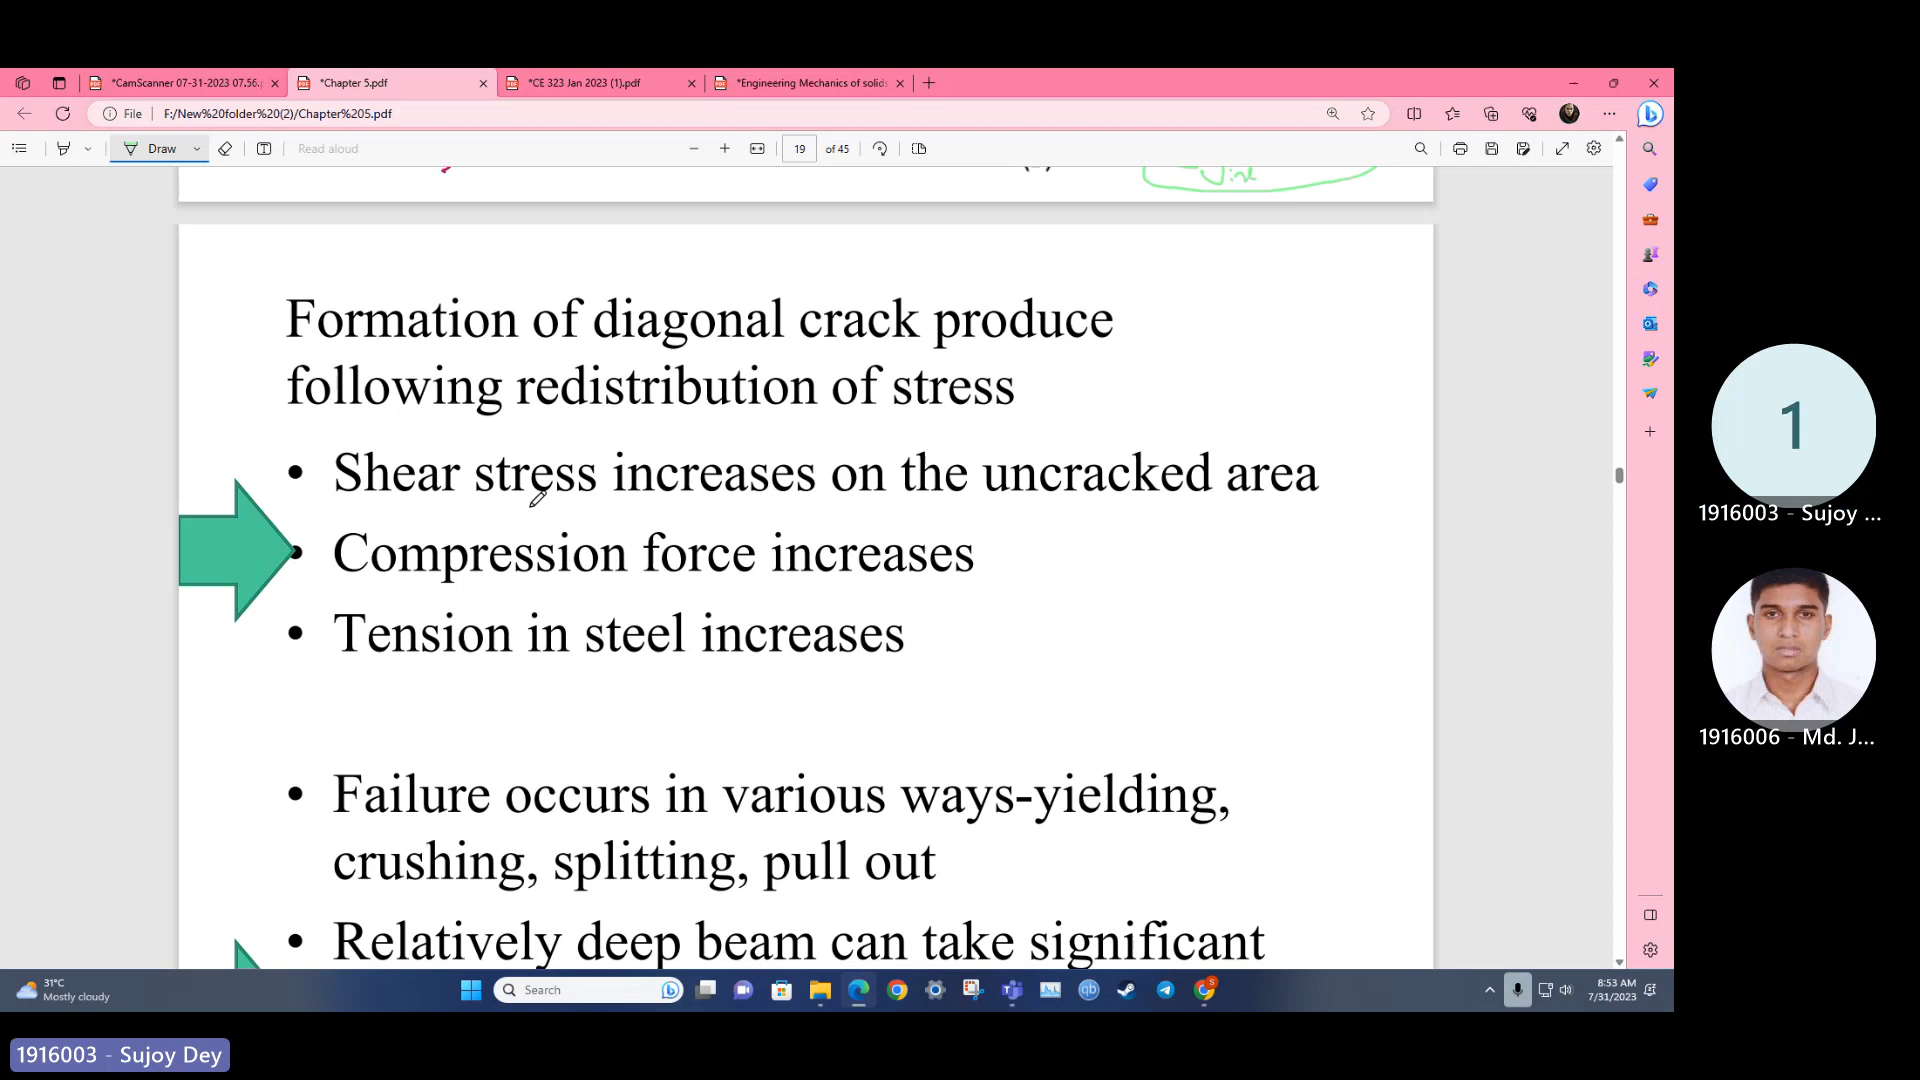 *CamScanner 07-31-2023 07.56.p
*Chapter 5.pdf
*CE 323 Jan 2023 (1).pdf
*Engineering Mechanics of solids
File
F:/New%20folder%20(2)/Chapter%205.pdf
Draw
Read aloud
19
of 45
Formation of diagonal crack produce
following redistribution of stress
• Shear stress increases on the uncracked area
• Compression force increases
• Tension in steel increases
• Failure occurs in various ways-yielding,
crushing, splitting, pull out
• Relatively deep beam can take significant
1
1916003 - Sujoy ...
1916006 - Md. J...
31°C
Mostly cloudy
Search
qb
S
8:53 AM
7/31/2023
1916003 - Sujoy Dey